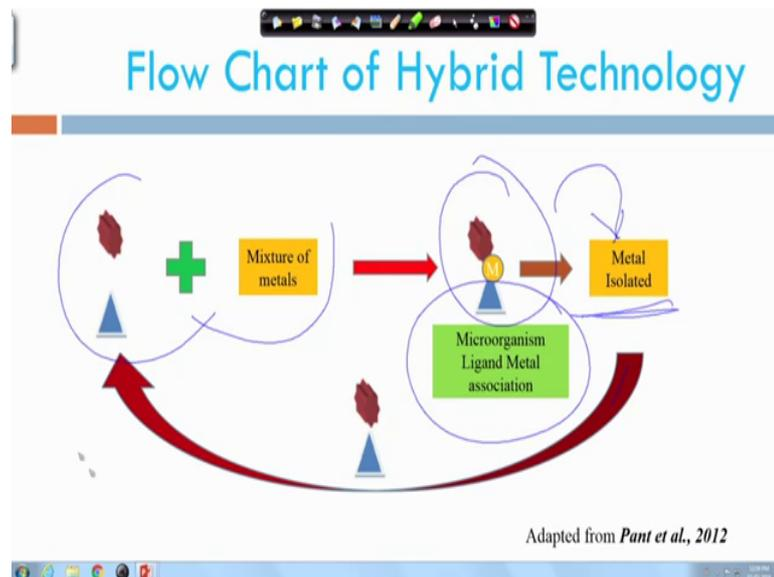 Flow Chart of Hybrid Technology
Mixture of
metals
M
Metal
Isolated
Microorganism
Ligand Metal
association
Adapted from Pant et al., 2012